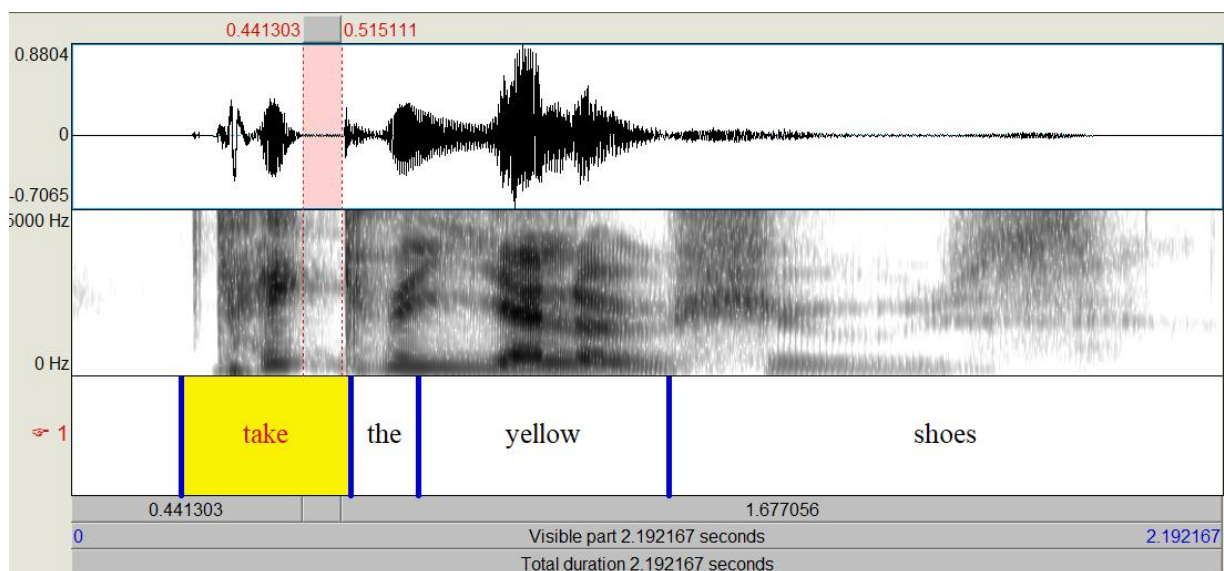 0.441303 0.515111
0.8804
0
-0.7065
5000 Hz
0 Hz
☞ 1 take the yellow shoes
0.441303 1.677056
0 Visible part 2.192167 seconds 2.192167
Total duration 2.192167 seconds